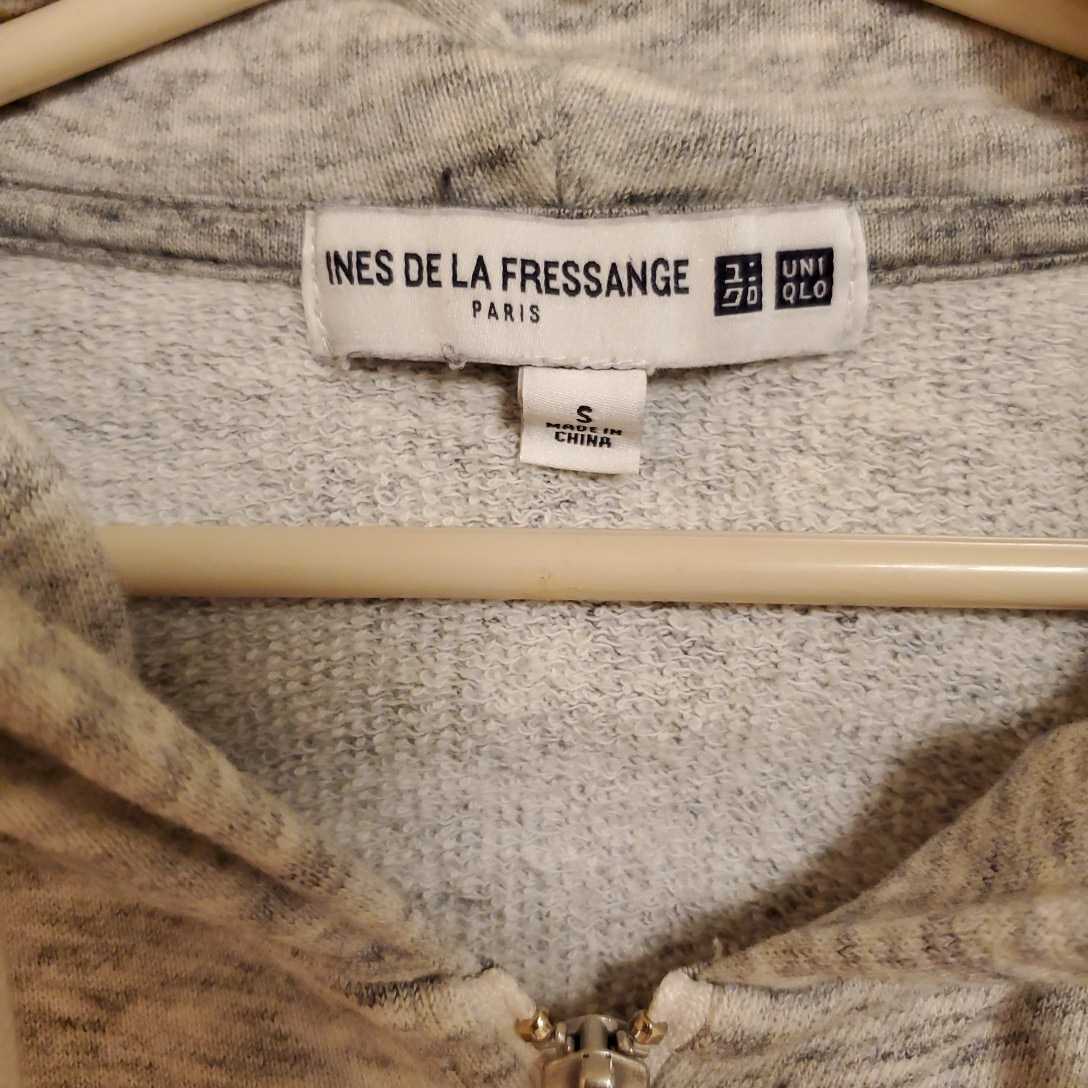 INES DE LA FRESSANGE
PARIS
ユニ
クロ
UNI
QLO
S
MADE IN
CHINA